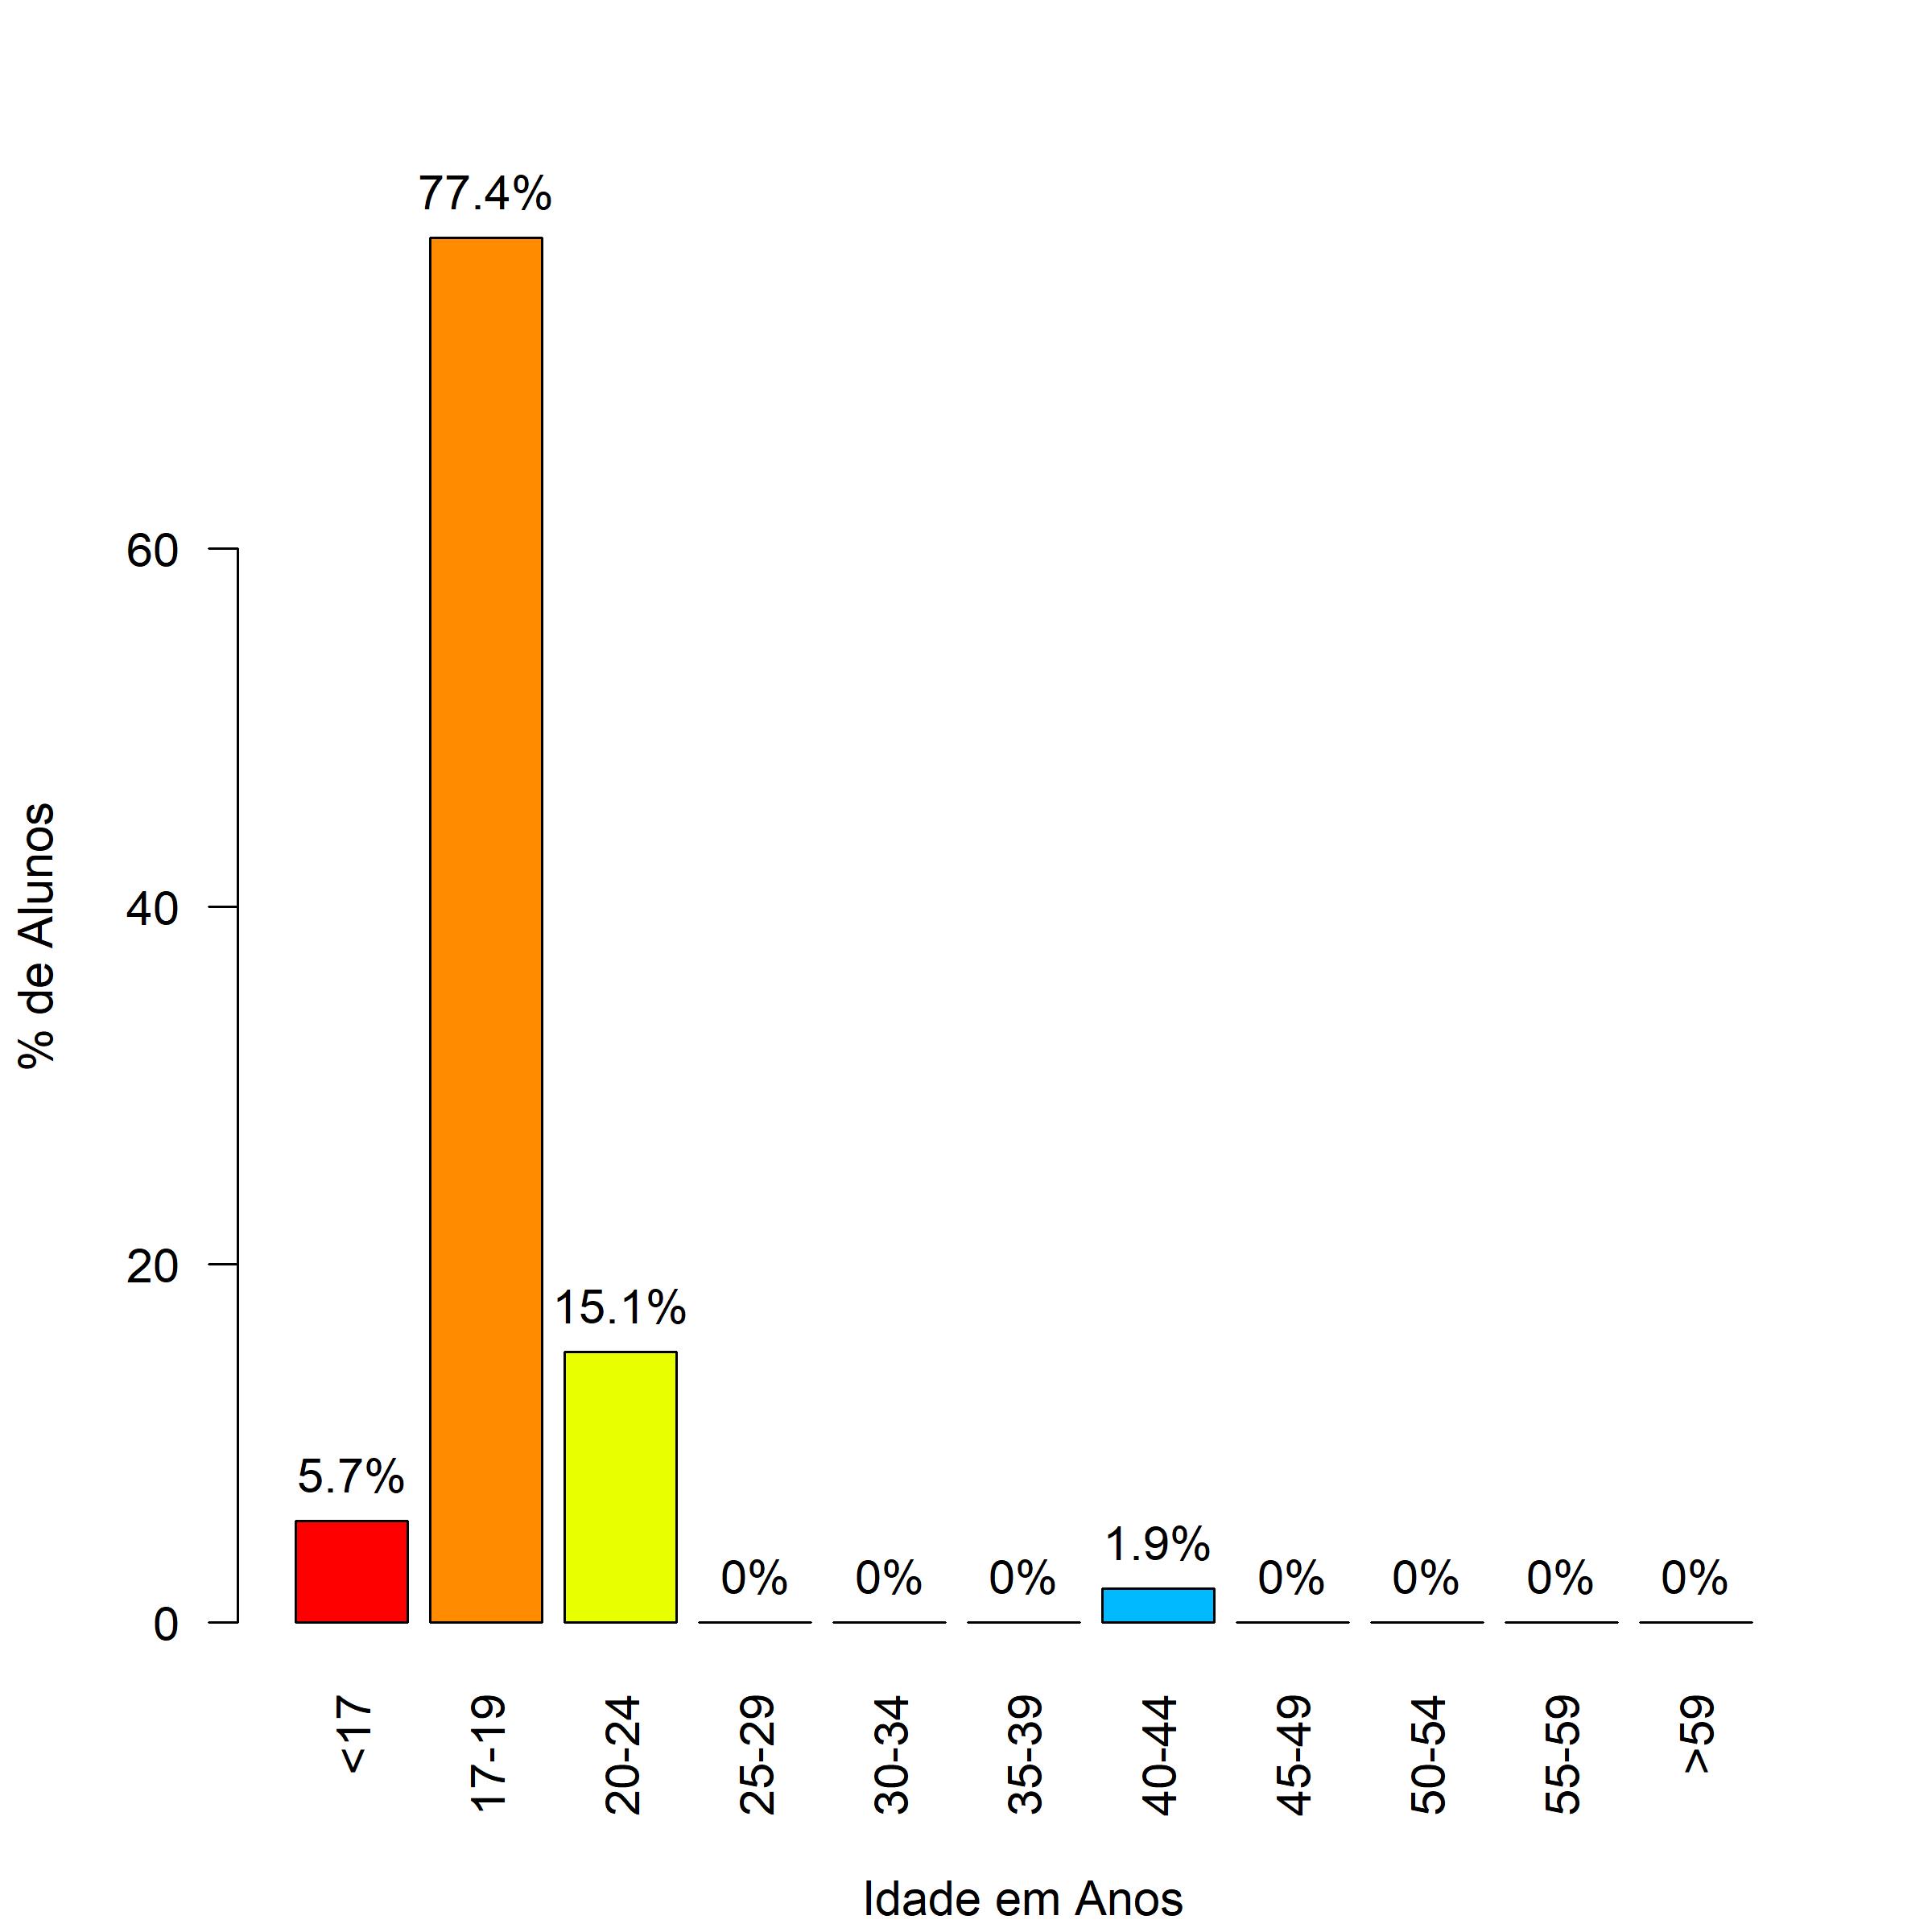 77.4%
60
% de Alunos
40
20
15.1%
5.7%
1.9%
0% 0% 0% 0% 0% 0% 0%
0
<17 17-19 20-24 25-29 30-34 35-39 40-44 45-49 50-54 55-59 >59
Idade em Anos